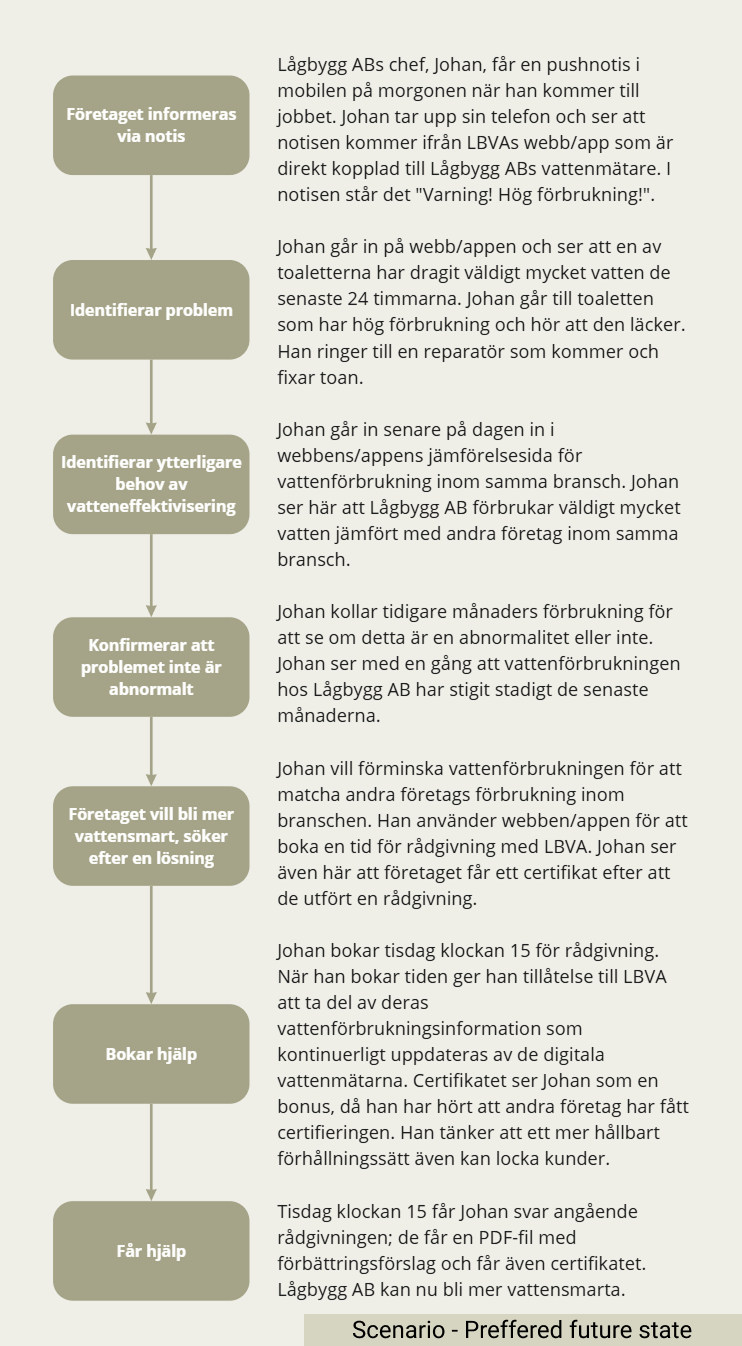 Företaget informeras
via notis
Lågbygg ABs chef, Johan, får en pushnotis i
mobilen på morgonen när han kommer till
jobbet. Johan tar upp sin telefon och ser att
notisen kommer ifrån LBVAs webb/app som är
direkt kopplad till Lågbygg ABs vattenmätare. I
notisen står det "Varning! Hög förbrukning!".
Identifierar problem
Johan går in på webb/appen och ser att en av
toaletterna har dragit väldigt mycket vatten de
senaste 24 timmarna. Johan går till toaletten
som har hög förbrukning och hör att den läcker.
Han ringer till en reparatör som kommer och
fixar toan.
Identifierar ytterligare
behov av
vatteneffektivisering
Johan går in senare på dagen in i
webbens/appens jämförelsesida för
vattenförbrukning inom samma bransch. Johan
ser här att Lågbygg AB förbrukar väldigt mycket
vatten jämfört med andra företag inom samma
bransch.
Konfirmerar att
problemet inte är
abnormalt
Johan kollar tidigare månaders förbrukning för
att se om detta är en abnormalitet eller inte.
Johan ser med en gång att vattenförbrukningen
hos Lågbygg AB har stigit stadigt de senaste
månaderna.
Företaget vill bli mer
vattensmart, söker
efter en lösning
Johan vill förminska vattenförbrukningen för att
matcha andra företags förbrukning inom
branschen. Han använder webben/appen för att
boka en tid för rådgivning med LBVA. Johan ser
även här att företaget får ett certifikat efter att
de utfört en rådgivning.
Bokar hjälp
Johan bokar tisdag klockan 15 för rådgivning.
När han bokar tiden ger han tillåtelse till LBVA
att ta del av deras
vattenförbrukningsinformation som
kontinuerligt uppdateras av de digitala
vattenmätarna. Certifikatet ser Johan som en
bonus, då han har hört att andra företag har fått
certifieringen. Han tänker att ett mer hållbart
förhållningssätt även kan locka kunder.
Får hjälp
Tisdag klockan 15 får Johan svar angående
rådgivningen; de får en PDF-fil med
förbättringsförslag och får även certifikatet.
Lågbygg AB kan nu bli mer vattensmarta.
Scenario - Preffered future state